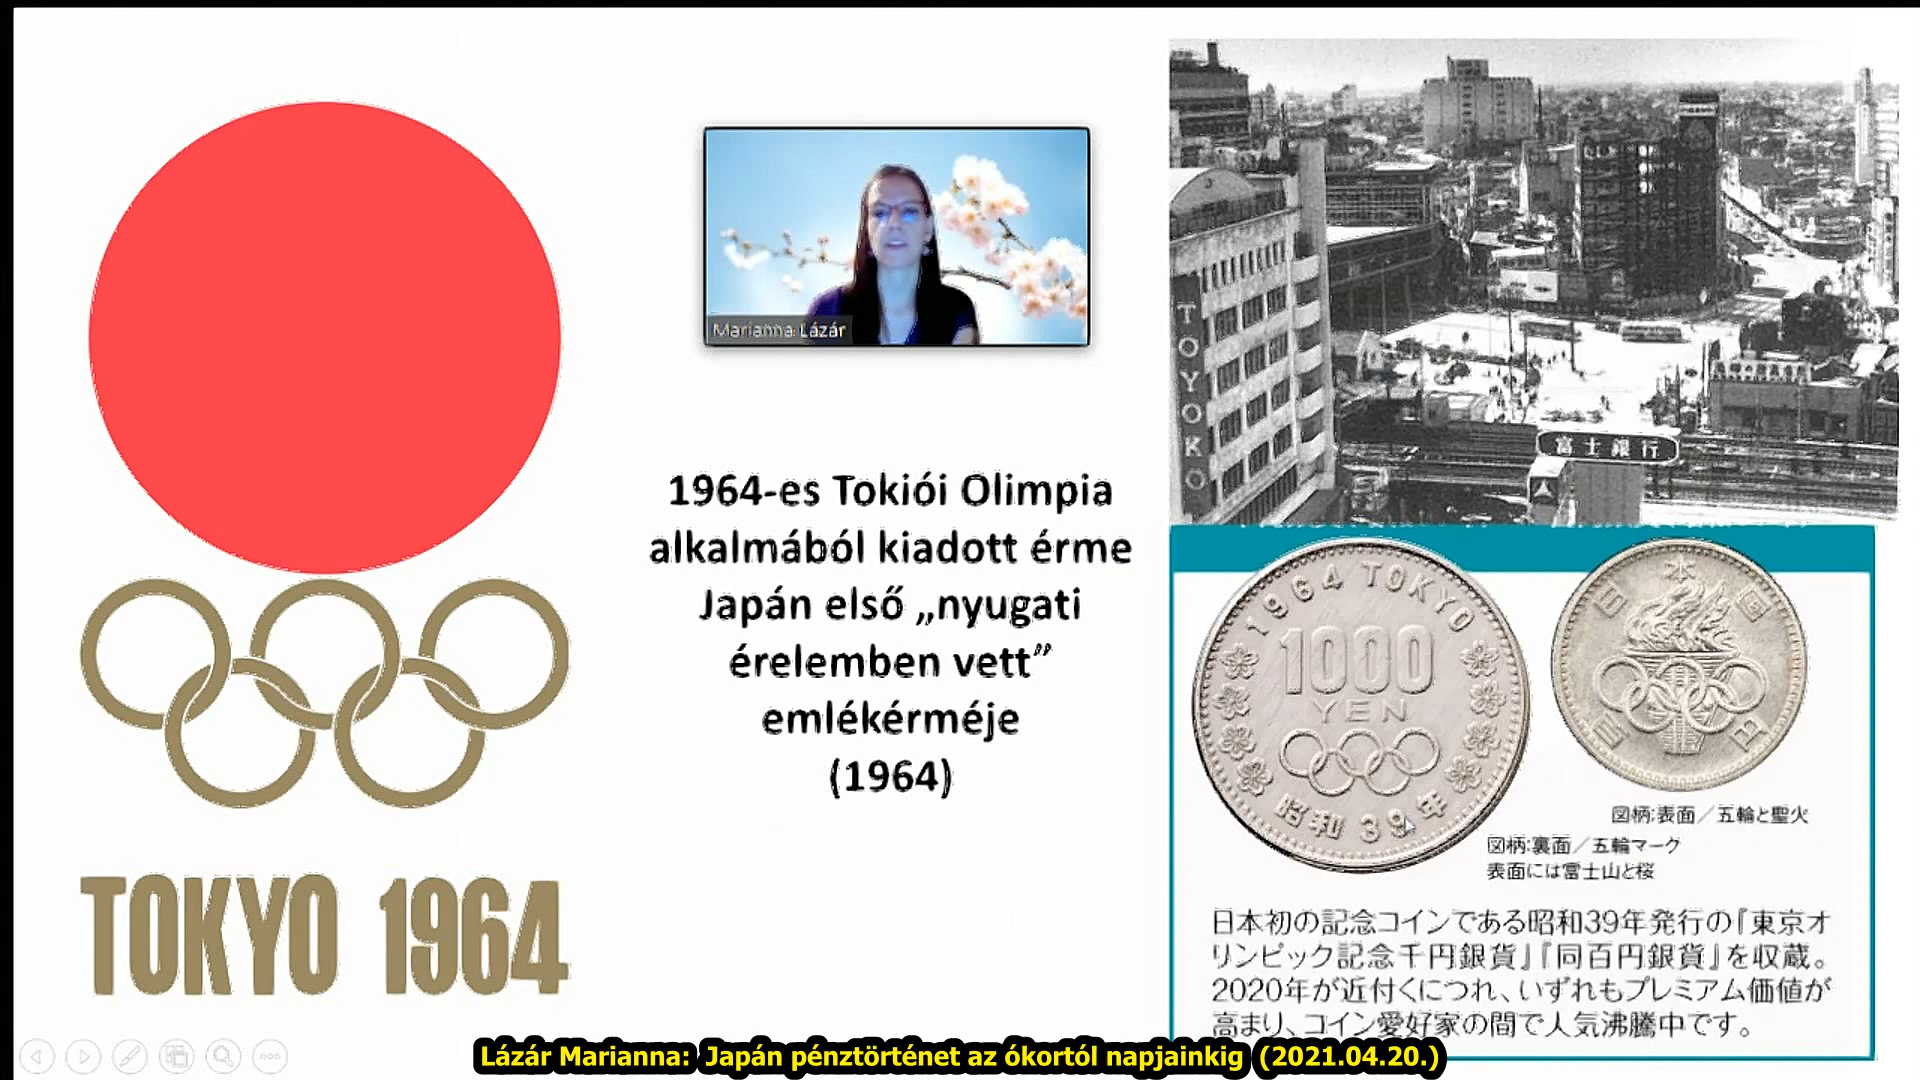 TOKYO 1964
Marianna Lázár
1964-es Tokiói Olimpia
alkalmából kiadott érme
Japán első „nyugati
érelemben vett”
emlékérméje
(1964)
TOYOKO
富士銀行
1964 TOKYO
1000
YEN
昭和39年
日本国
百円
図柄:表面／五輪と聖火
図柄:裏面／五輪マーク
表面には富士山と桜
日本初の記念コインである昭和39年発行の『東京オ
リンピック記念千円銀貨』『同百円銀貨』を収蔵。
2020年が近付くにつれ、いずれもプレミアム価値が
高まり、コイン愛好家の間で人気沸騰中です。
Lázár Marianna: Japán pénztörténet az ókortól napjainkig (2021.04.20.)